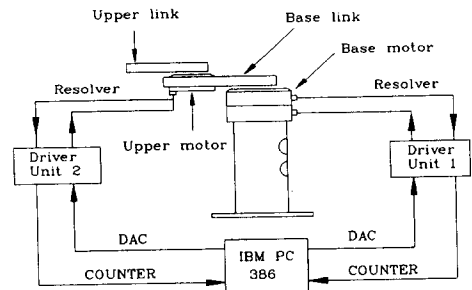 Upper link
Base link
Base motor
Resolver
Resolver
Upper motor
Driver
Unit 2
Driver
Unit 1
DAC
DAC
IBM PC
386
COUNTER
COUNTER